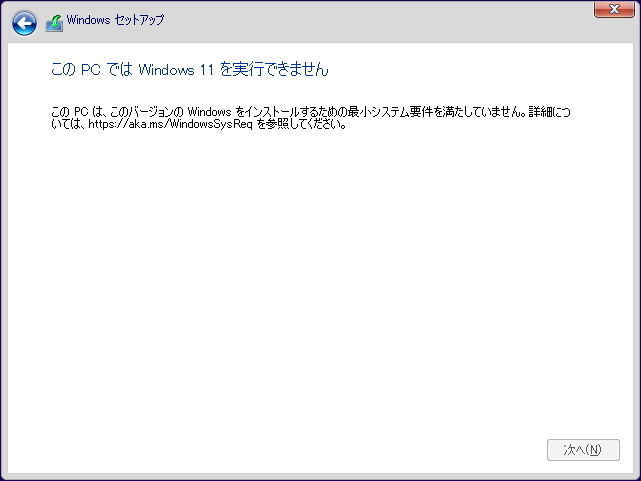 Windows セットアップ
この PC では Windows 11 を実行できません
この PC は、このバージョンの Windows をインストールするための最小システム要件を満たしていません。詳細につ
いては、https://aka.ms/WindowsSysReq を参照してください。
次へ(N)